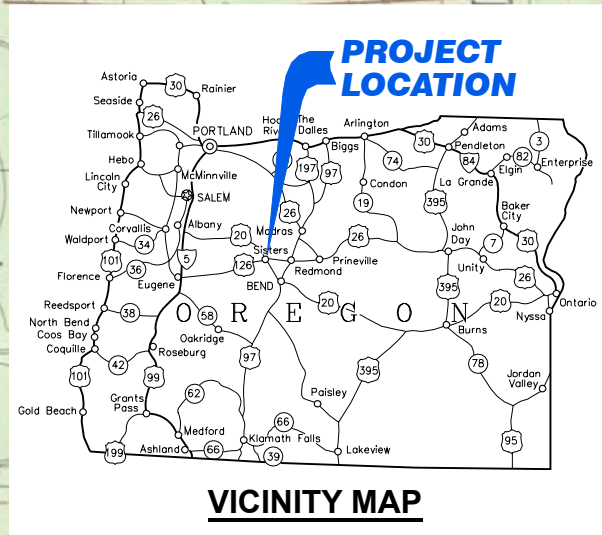 PROJECT
LOCATION
Astoria
30
Rainier
Seaside
26
Tillamook
PORTLAND
Hoo
The
River
Dalles
Arlington
Biggs
30
Adams
Pendleton
3
Hebo
McMinnville
197
97
74
84
82
Elgin
Enterprise
La Grande
Lincoln
City
SALEM
Condon
19
395
Baker
City
Newport
Albany
26
Madras
Corvallis
34
20
26
John
Day
7
30
Waldport
Sisters
Prineville
101
5
126
Redmond
Unity
26
Florence
36
Eugene
BEND
395
20
Ontario
Reedsport
38
OREGON
58
20
Nyssa
North Bend
Coos Bay
Oakridge
Burns
Coquille
42
Roseburg
97
78
101
99
62
395
Jordan
Valley
Paisley
Gold Beach
Grants
Pass
Medford
66
Klamath Falls
95
199
Ashland
66
39
Lakeview
VICINITY MAP